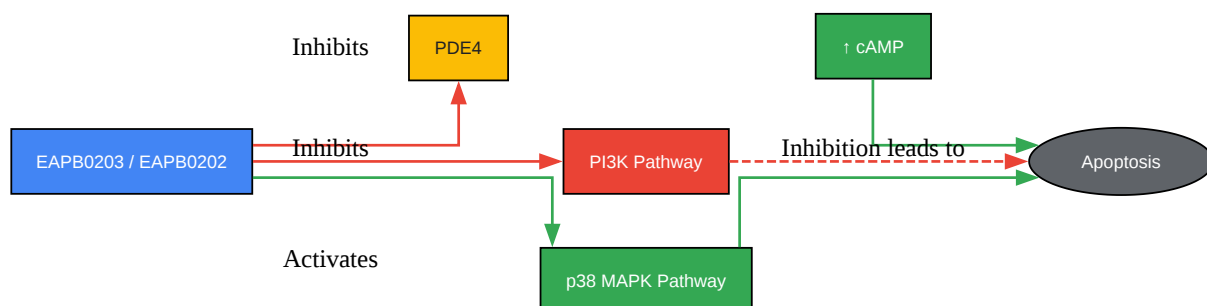 Inhibits
PDE4
↑ cAMP
EAPB0203 / EAPB0202
Inhibits
PI3K Pathway
Inhibition leads to
Apoptosis
Activates
p38 MAPK Pathway